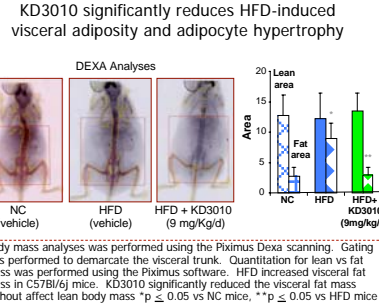 KD3010 significantly reduces HFD-induced
visceral adiposity and adipocyte hypertrophy
DEXA Analyses
20
15
10
5
0
Area
Lean
area
Fat
area
*
**
NC
HFD
HFD+
KD3010
(9mg/kg/
NC
vehicle)
HFD
(vehicle)
HFD + KD3010
(9 mg/Kg/d)
dy mass analyses was performed using the Piximus Dexa scanning. Gating
s performed to demarcate the visceral trunk. Quantitation for lean vs fat
ss was performed using the Piximus software. HFD increased visceral fat
ss in C57Bl/6j mice. KD3010 significantly reduced the visceral fat mass
hout affect lean body mass *p ≤ 0.05 vs NC mice, **p ≤ 0.05 vs HFD mice